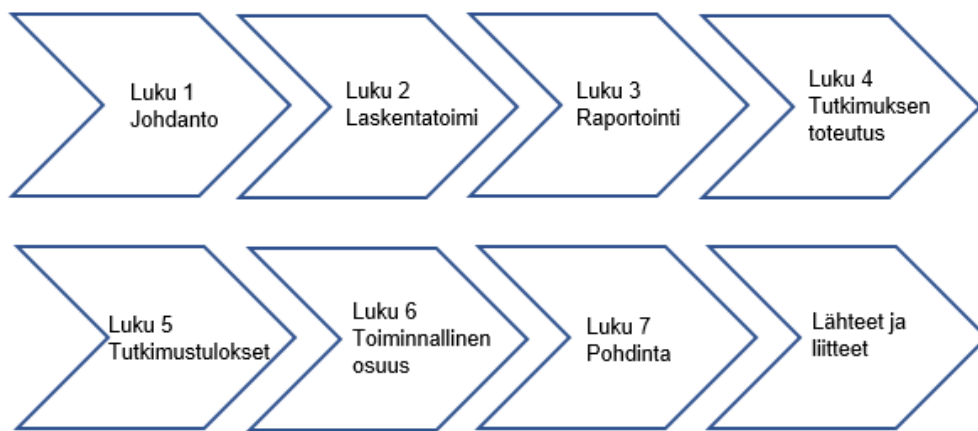 Luku 1
Johdanto
Luku 2
Laskentatoimi
Luku 3
Raportointi
Luku 4
Tutkimuksen
toteutus
Luku 5
Tutkimustulokset
Luku 6
Toiminnallinen
osuus
Luku 7
Pohdinta
Lähteet ja
liitteet